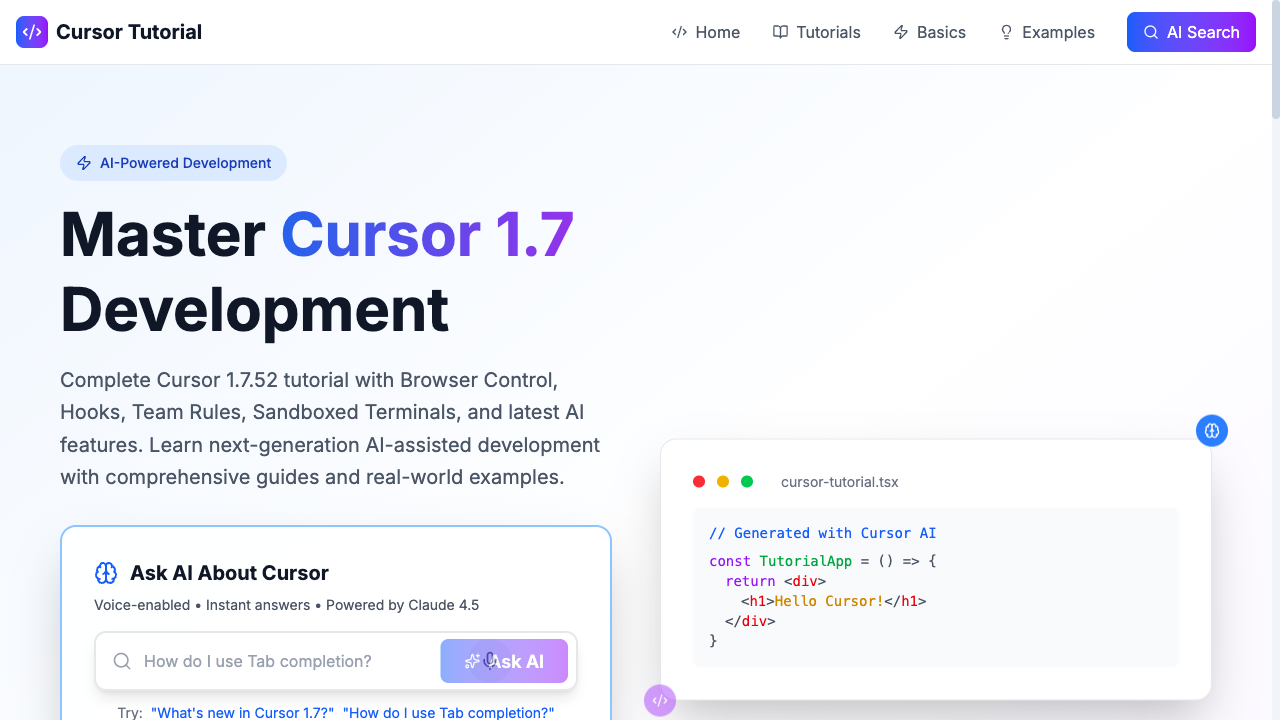 Cursor Tutorial
Home
Tutorials
Basics
Examples
AI Search
AI-Powered Development
Master Cursor 1.7
Development
Complete Cursor 1.7.52 tutorial with Browser Control,
Hooks, Team Rules, Sandboxed Terminals, and latest AI
features. Learn next-generation AI-assisted development
with comprehensive guides and real-world examples.
Ask AI About Cursor
Voice-enabled • Instant answers • Powered by Claude 4.5
How do I use Tab completion?
Ask AI
Try: "What's new in Cursor 1.7?" "How do I use Tab completion?"
cursor-tutorial.tsx
// Generated with Cursor AI
const TutorialApp = () => {
return <div>
<h1>Hello Cursor!</h1>
</div>
}